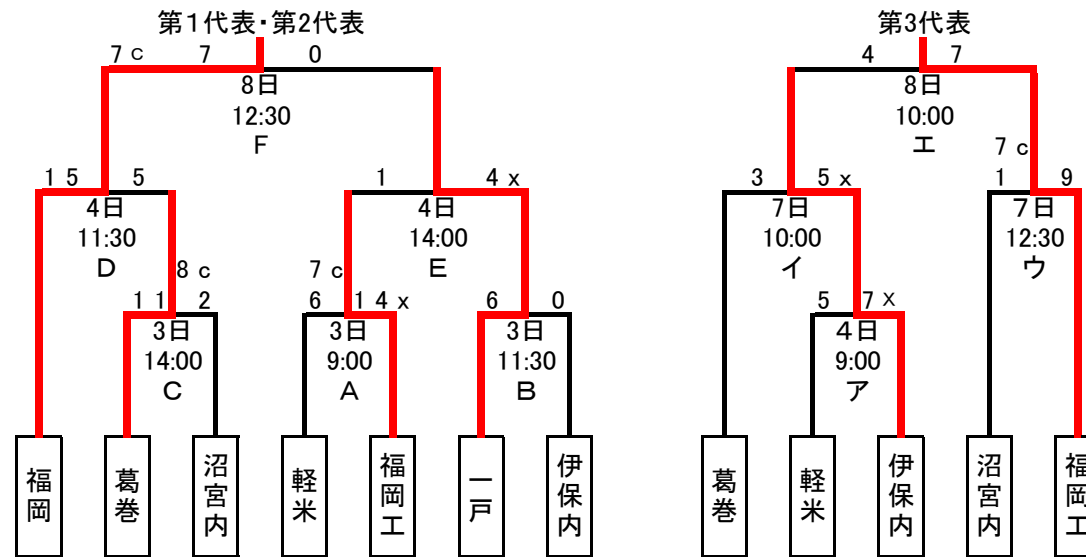 第１代表・第２代表
7 c 7 0
8日
12:30
F
1 5 5
4日
11:30
D
1 4 x
4日
14:00
E
8 c
1 1 2
3日
14:00
C
7 c
6 1 4 x
3日
9:00
A
6 0
3日
11:30
B
福岡
葛巻
沼宮内
軽米
福岡工
一戸
伊保内
第3代表
4 7
8日
10:00
エ
3 5 x
7日
10:00
イ
7 c
1 9
7日
12:30
ウ
5 7 x
4日
9:00
ア
葛巻
軽米
伊保内
沼宮内
福岡工